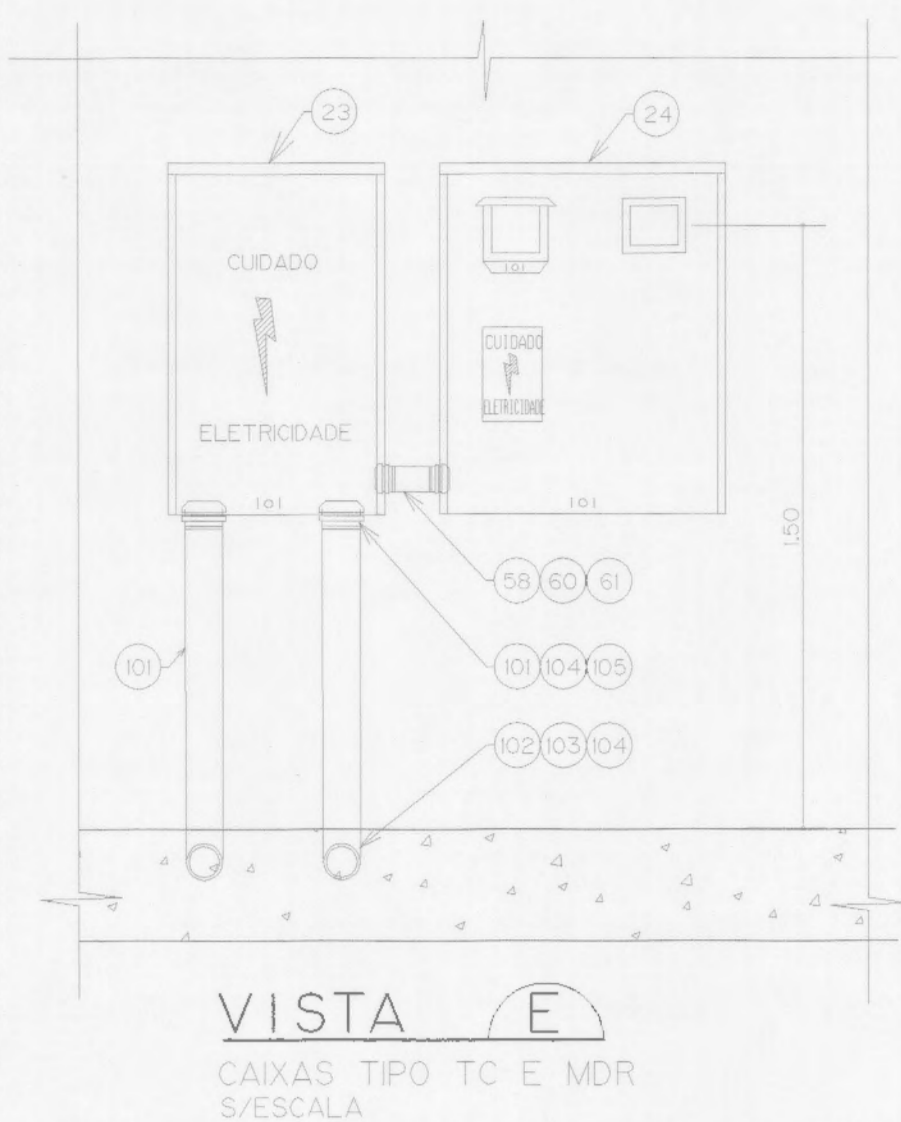 23
24
CUIDADO
ELETRICIDADE
101
101
CUIDADO
ELETRICIDADE
101
1.50
58 60 61
101
101 104 105
102 103 104
VISTA E
CAIXAS TIPO TC E MDR
S/ESCALA